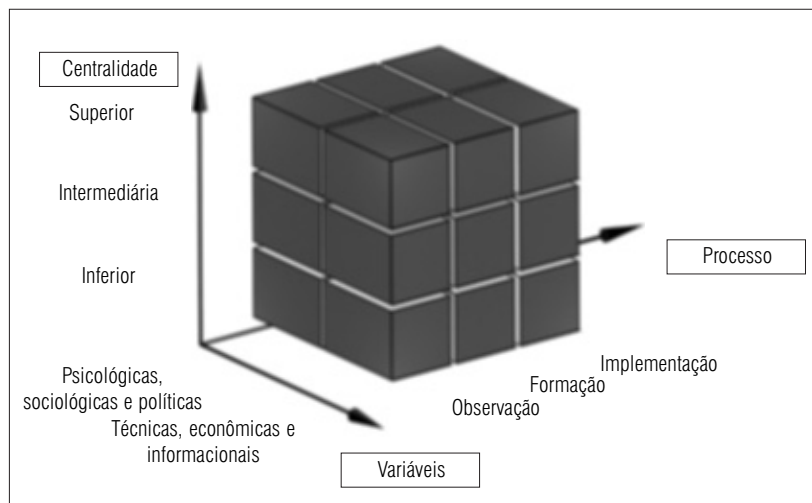 Centralidade
Superior
Intermediária
Inferior
Processo
Psicológicas,
sociológicas e políticas
Técnicas, econômicas e
informacionais
Implementação
Formação
Observação
Variáveis